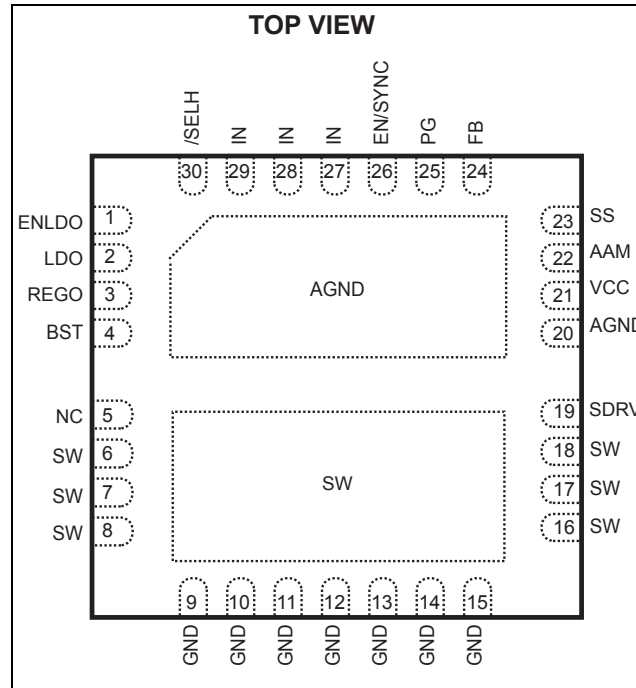 TOP VIEW
/SELH
IN
IN
IN
EN/SYNC
PG
FB
30
29
28
27
26
25
24
ENLDO 1
LDO 2
REGO 3
BST 4
NC 5
SW 6
SW 7
SW 8
AGND
SW
23 SS
22 AAM
21 VCC
20 AGND
19 SDRV
18 SW
17 SW
16 SW
9
10
11
12
13
14
15
GND
GND
GND
GND
GND
GND
GND